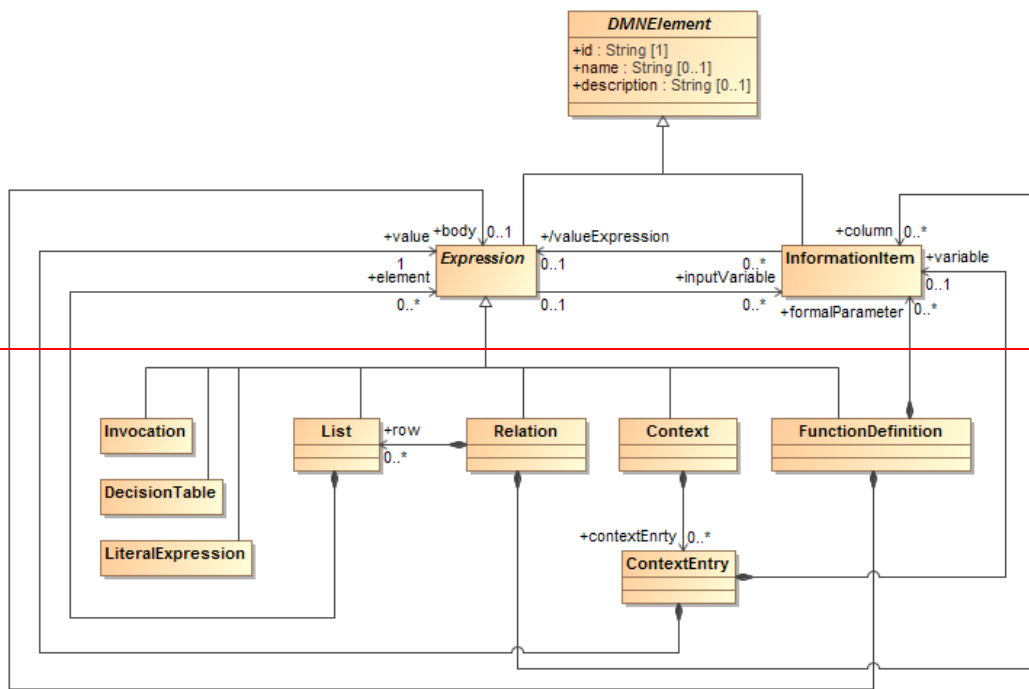 DMNElement
+id : String [1]
+name : String [0..1]
+description : String [0..1]
+value
+body
0..1
+/valueExpression
+column
0..*
1
Expression
0..1
0..*
InformationItem
+variable
+element
+inputVariable
0..1
0..*
0..1
0..*
+formalParameter
0..*
Invocation
List
+row
0..*
Relation
Context
FunctionDefinition
DecisionTable
LiteralExpression
+contextEnrty
0..*
ContextEntry